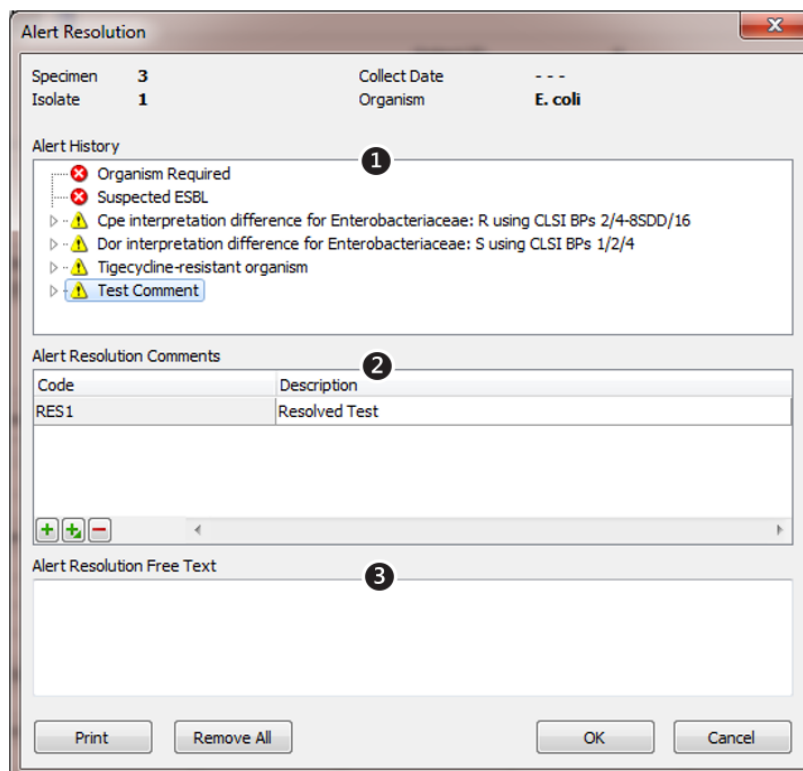 Alert Resolution
Specimen 3 Collect Date - - -
Isolate 1 Organism E. coli
Alert History
1
Organism Required
Suspected ESBL
Cpe interpretation difference for Enterobacteriaceae: R using CLSI BPs 2/4-8SDD/16
Dor interpretation difference for Enterobacteriaceae: S using CLSI BPs 1/2/4
Tigecycline-resistant organism
Test Comment
Alert Resolution Comments
2
Code Description
RES1 Resolved Test
Alert Resolution Free Text
3
Print Remove All OK Cancel